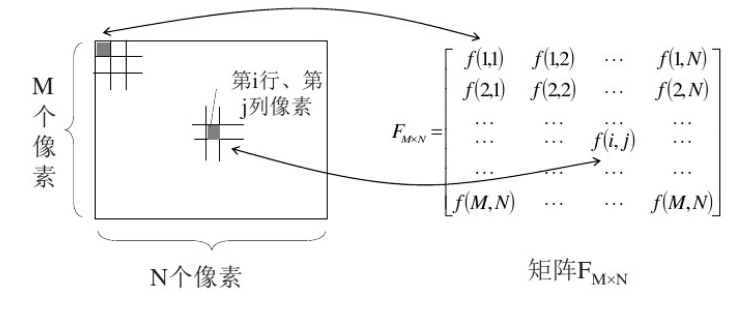 M个像素
第i行、第
j列像素
N个像素
F_{M×N} =
f(1,1) f(1,2) … f(1,N)
f(2,1) f(2,2) … f(2,N)
… … … …
… … f(i,j) …
… … … …
f(M,N) … … f(M,N)
矩阵F_{M×N}